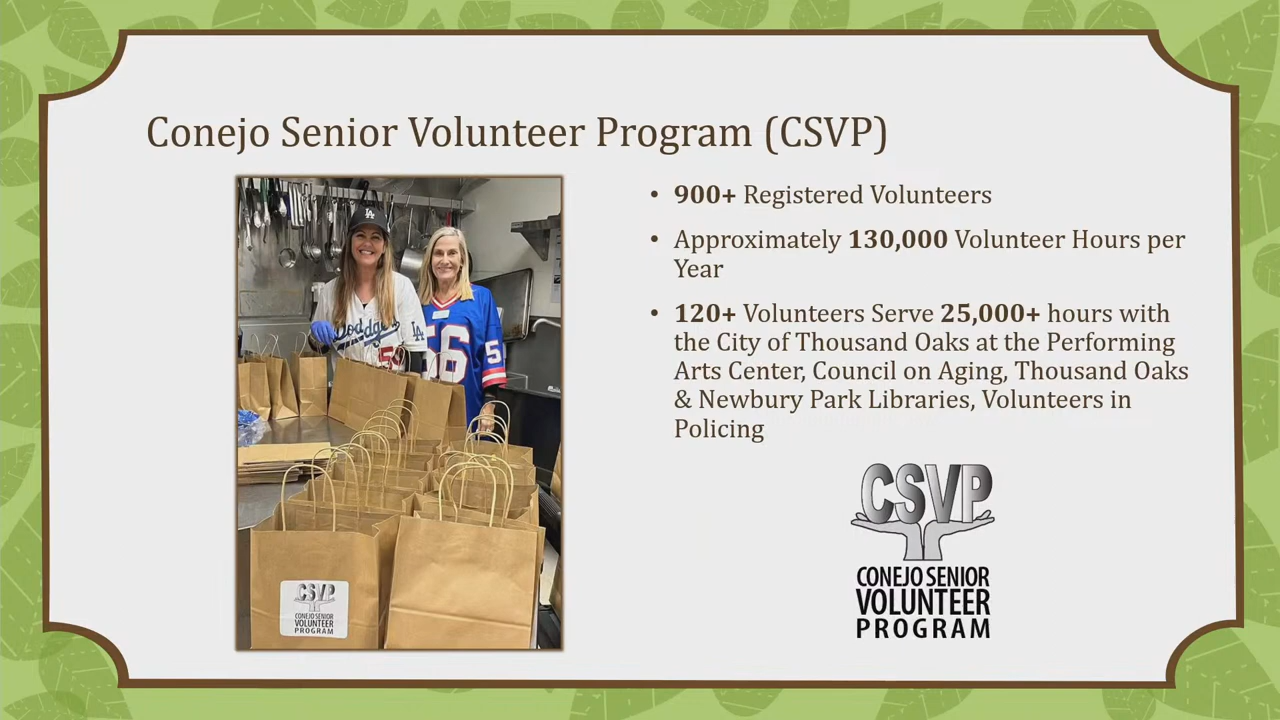 Conejo Senior Volunteer Program (CSVP)
LA
Dodgers
LA
56
5
CSVP
CONEJO SENIOR
VOLUNTEER
PROGRAM
• 900+ Registered Volunteers
• Approximately 130,000 Volunteer Hours per
Year
• 120+ Volunteers Serve 25,000+ hours with
the City of Thousand Oaks at the Performing
Arts Center, Council on Aging, Thousand Oaks
& Newbury Park Libraries, Volunteers in
Policing
CSVP
CONEJO SENIOR
VOLUNTEER
PROGRAM